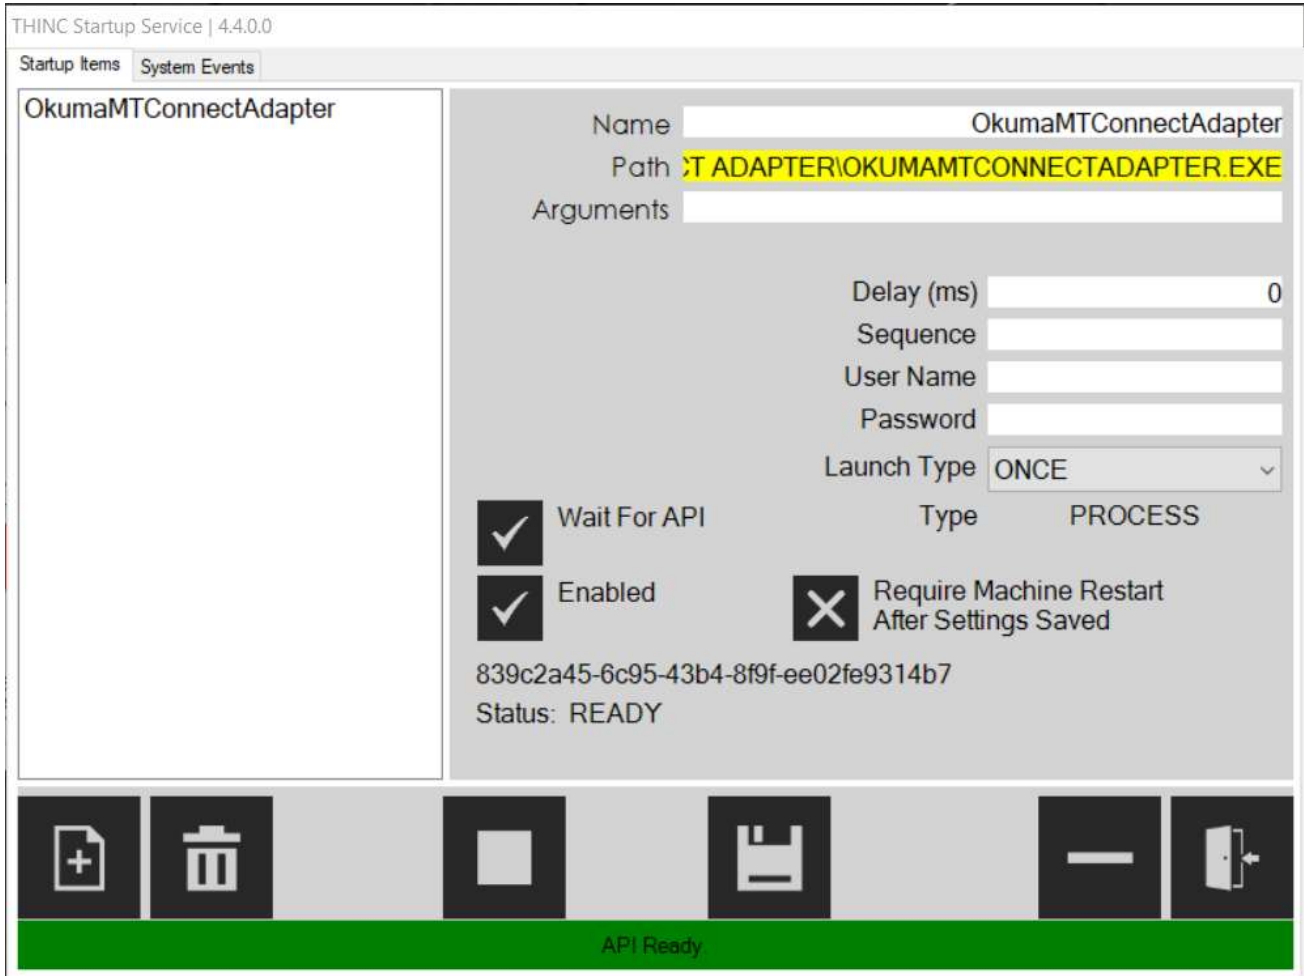 THINC Startup Service | 4.4.0.0
Startup Items System Events
OkumaMTConnectAdapter
Name OkumaMTConnectAdapter
Path CT ADAPTER\OKUMAMTCONNECTADAPTER.EXE
Arguments
Delay (ms) 0
Sequence
User Name
Password
Launch Type ONCE
Wait For API
Type PROCESS
Enabled
Require Machine Restart
After Settings Saved
839c2a45-6c95-43b4-8f9f-ee02fe9314b7
Status: READY
API Ready